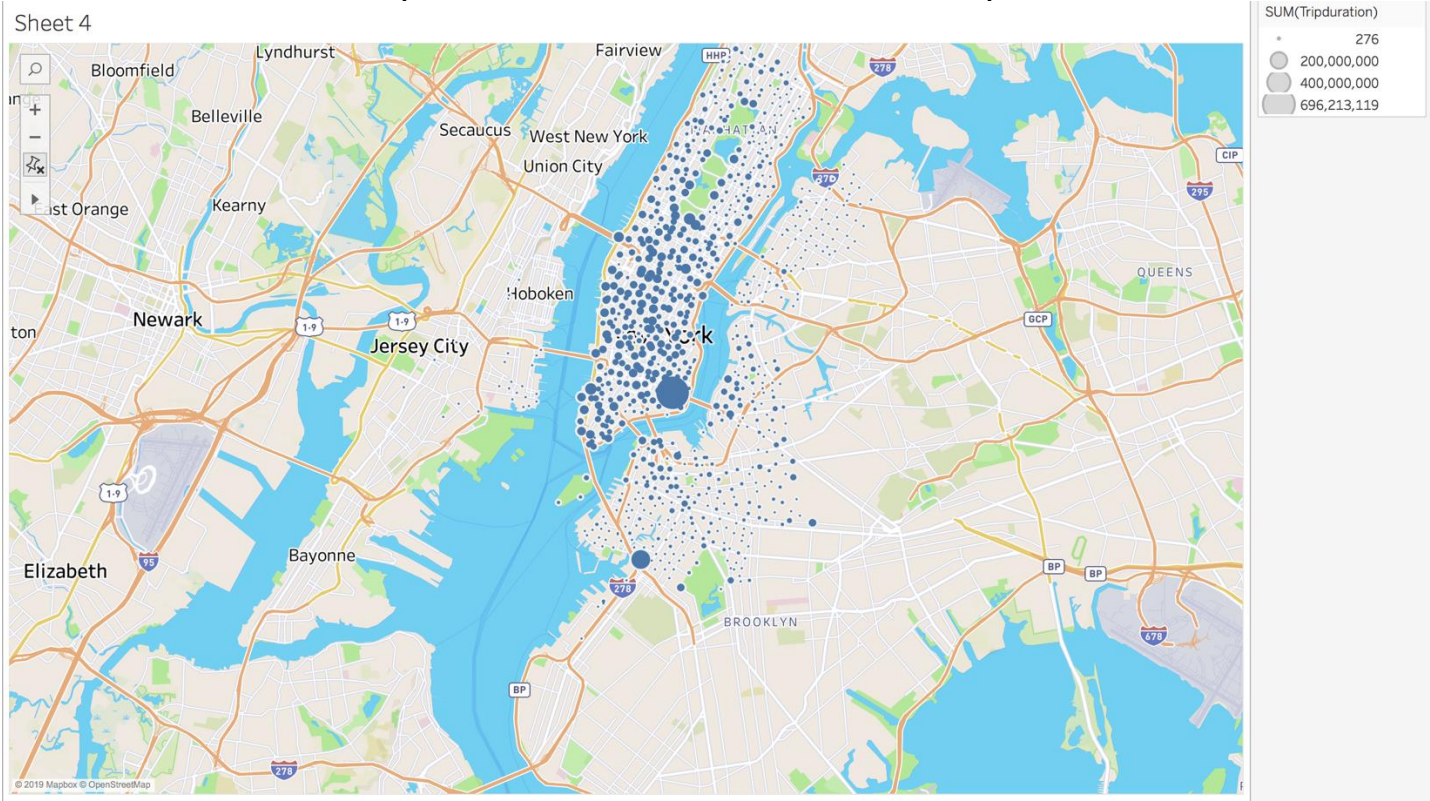 Sheet 4
SUM(Tripduration)
276
200,000,000
400,000,000
696,213,119
Lyndhurst
Fairview
HHP
278
Bloomfield
Belleville
Secaucus
West New York
Union City
CIP
295
East Orange
Kearny
QUEENS
Hoboken
Newark
1-9
1-9
GCP
ton
Jersey City
York
1-9
Bayonne
95
Elizabeth
278
BP
BP
BROOKLYN
678
BP
278
© 2019 Mapbox © OpenStreetMap